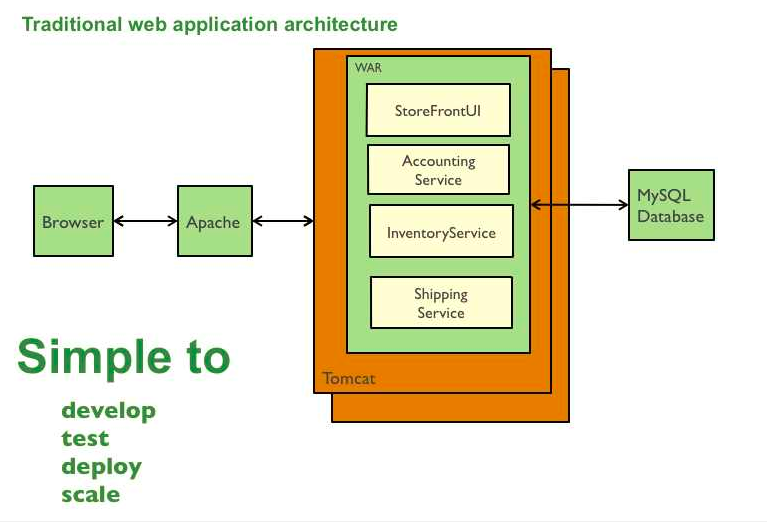 Traditional web application architecture
WAR
StoreFrontUI
Accounting
Service
InventoryService
Shipping
Service
Tomcat
Browser
Apache
MySQL
Database
Simple to
develop
test
deploy
scale